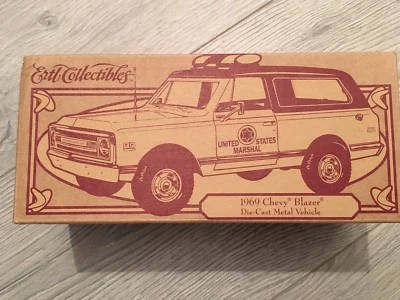 Ertl Collectibles
UNITED STATES
MARSHAL
1969 Chevy® Blazer®
Die-Cast Metal Vehicle